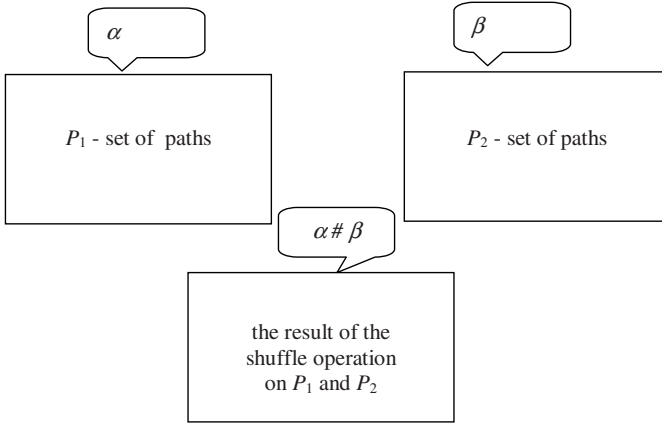 α
β
P₁ - set of paths
P₂ - set of paths
α # β
the result of the
shuffle operation
on P₁ and P₂